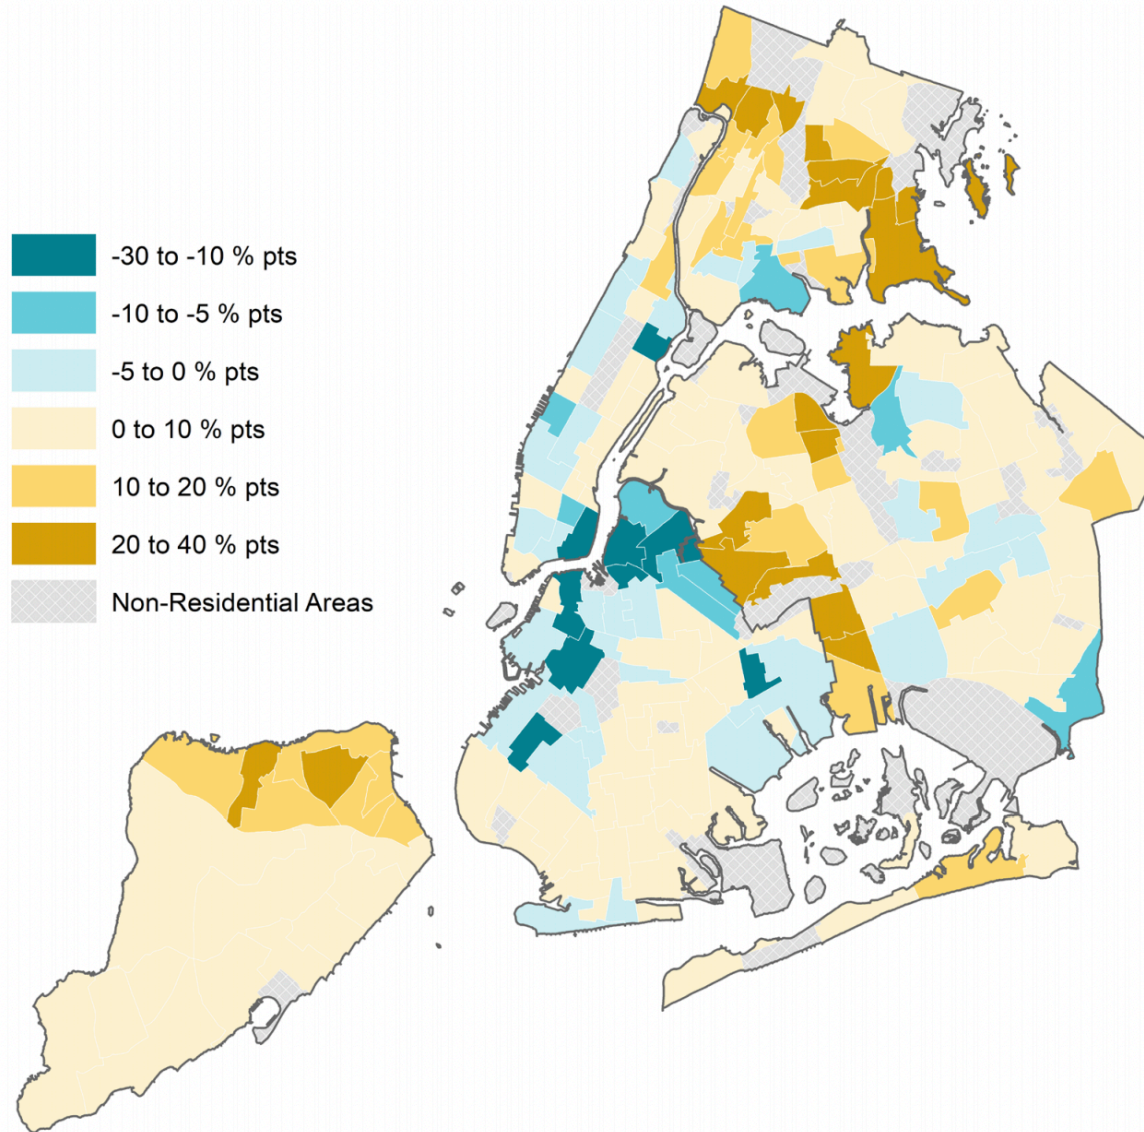 -30 to -10 % pts
-10 to -5 % pts
-5 to 0 % pts
0 to 10 % pts
10 to 20 % pts
20 to 40 % pts
Non-Residential Areas